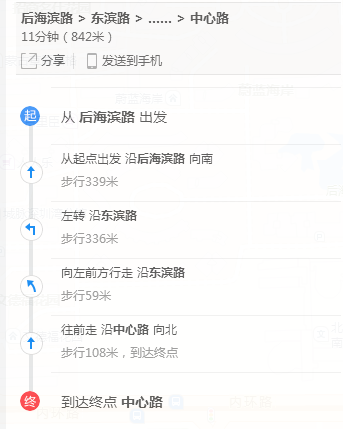 后海滨路 > 东滨路 > ...... > 中心路
11分钟（842米）
分享 | 发送到手机
起 从 后海滨路 出发
从起点出发 沿后海滨路 向南
步行339米
左转 沿东滨路
步行336米
向左前方行走 沿东滨路
步行59米
往前走 沿中心路 向北
步行108米，到达终点
终 到达终点 中心路